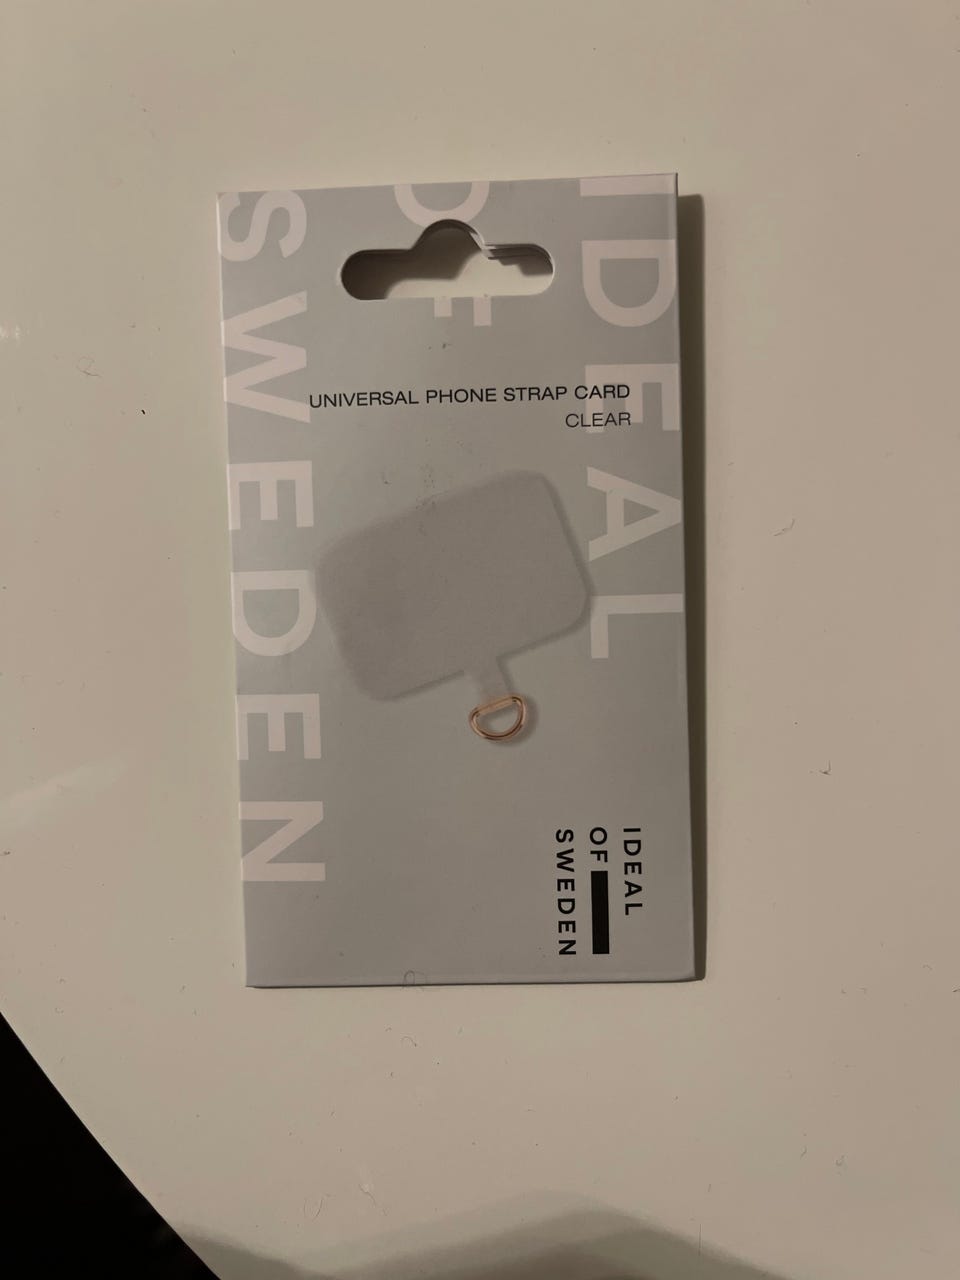 IDEAL
OF
SWEDEN
UNIVERSAL PHONE STRAP CARD
CLEAR
IDEAL
OF
SWEDEN